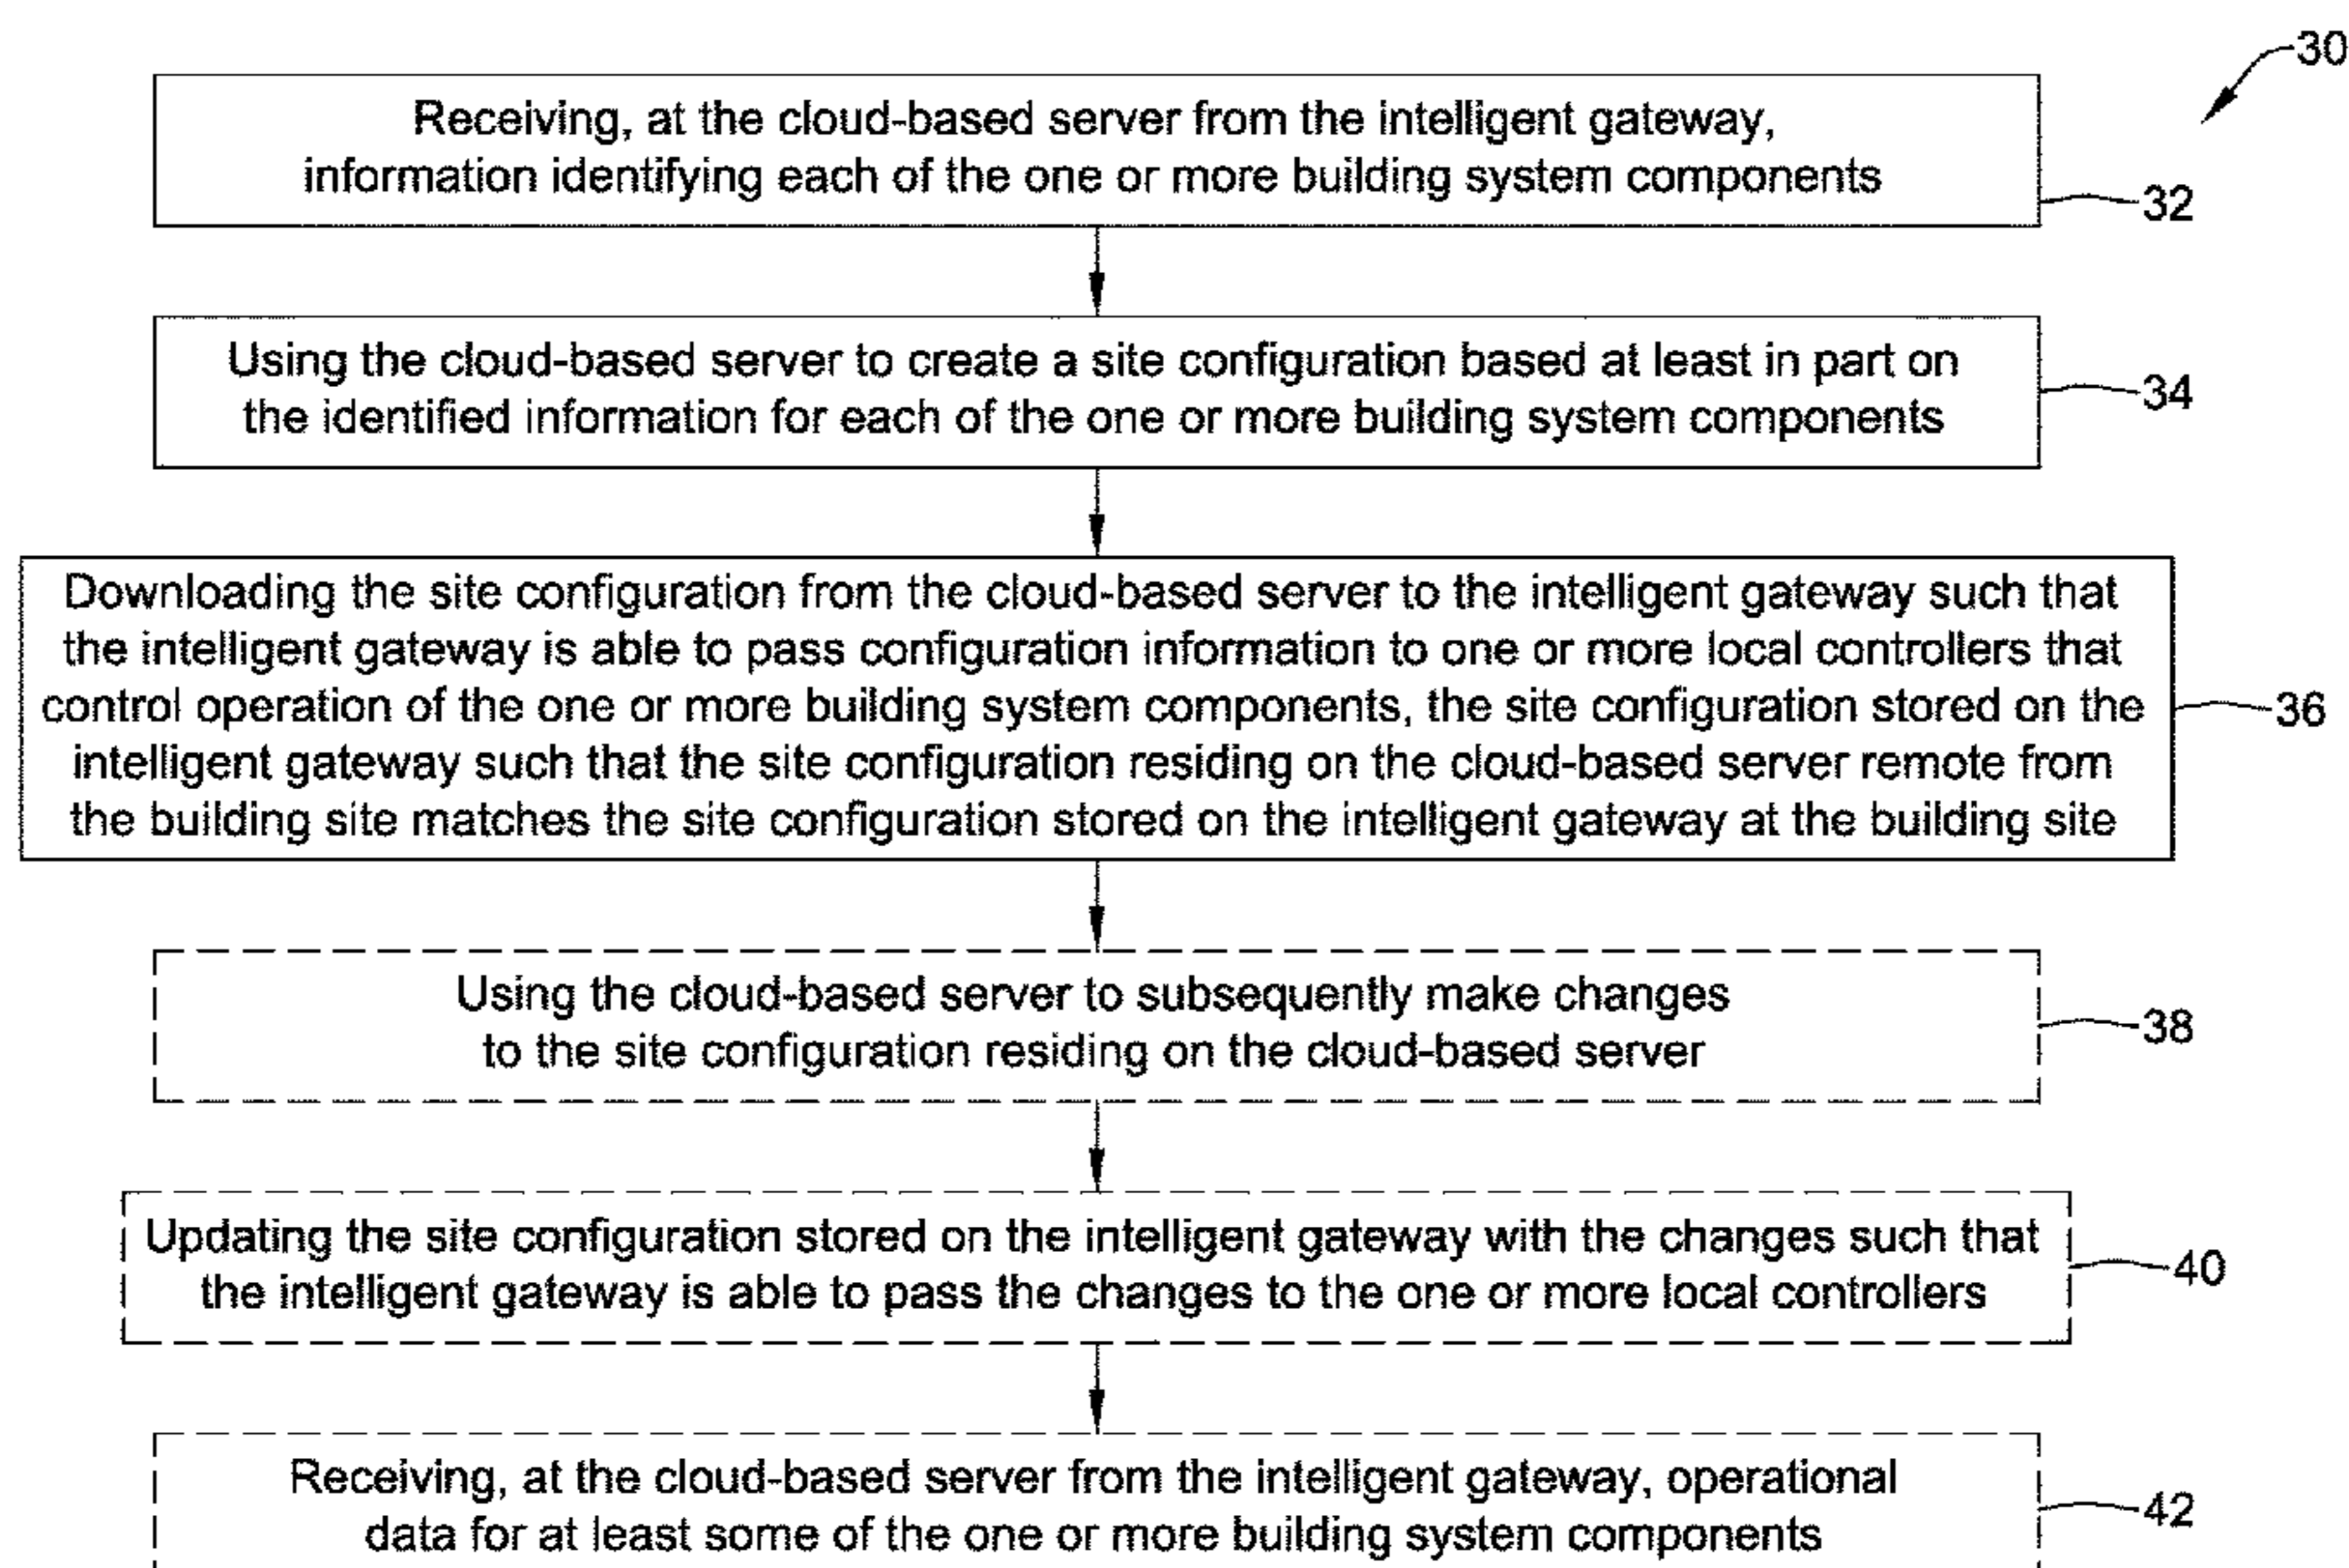 30
Receiving, at the cloud-based server from the intelligent gateway,
information identifying each of the one or more building system components
32
Using the cloud-based server to create a site configuration based at least in part on
the identified information for each of the one or more building system components
34
Downloading the site configuration from the cloud-based server to the intelligent gateway such that
the intelligent gateway is able to pass configuration information to one or more local controllers that
control operation of the one or more building system components, the site configuration stored on the
intelligent gateway such that the site configuration residing on the cloud-based server remote from
the building site matches the site configuration stored on the intelligent gateway at the building site
36
Using the cloud-based server to subsequently make changes
to the site configuration residing on the cloud-based server
38
Updating the site configuration stored on the intelligent gateway with the changes such that
the intelligent gateway is able to pass the changes to the one or more local controllers
40
Receiving, at the cloud-based server from the intelligent gateway, operational
data for at least some of the one or more building system components
42